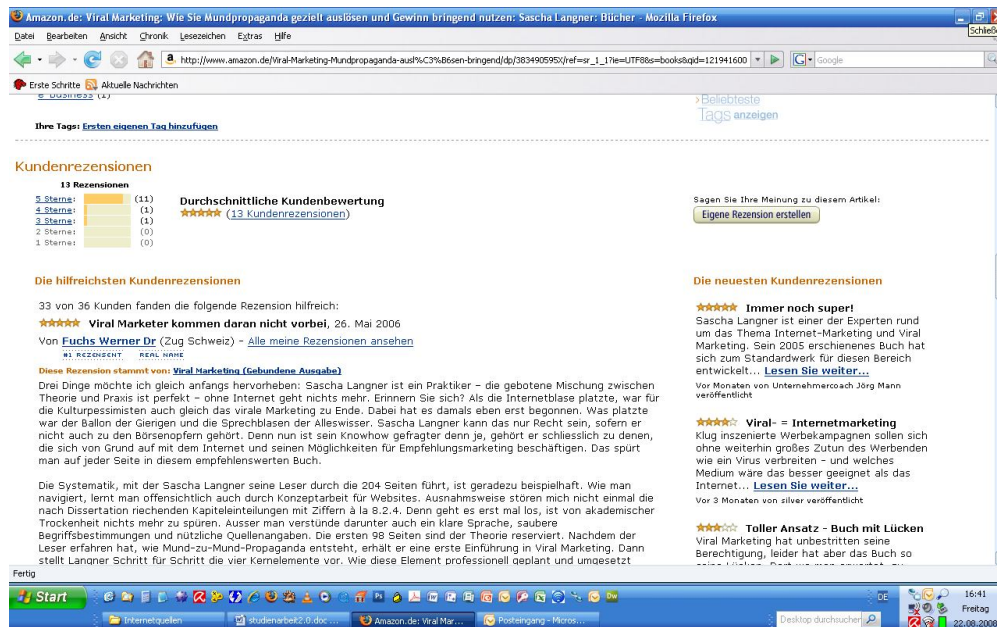 Amazon.de: Viral Marketing: Wie Sie Mundpropaganda gezielt auslösen und Gewinn bringend nutzen: Sascha Langner: Bücher - Mozilla Firefox
Schließe
Datei Bearbeiten Ansicht Chronik Lesezeichen Extras Hilfe
http://www.amazon.de/Viral-Marketing-Mundpropaganda-ausl%C3%B6sen-bringend/dp/383490595X/ref=sr_1_1?ie=UTF8&s=books&qid=121941600
Google
Erste Schritte Aktuelle Nachrichten
e-business (1)
Ihre Tags: Ersten eigenen Tag hinzufügen
› Beliebteste
Tags anzeigen
Kundenrezensionen
13 Rezensionen
5 Sterne: (11)
4 Sterne: (1)
3 Sterne: (1)
2 Sterne: (0)
1 Sterne: (0)
Durchschnittliche Kundenbewertung
(13 Kundenrezensionen)
Sagen Sie Ihre Meinung zu diesem Artikel:
Eigene Rezension erstellen
Die hilfreichsten Kundenrezensionen
33 von 36 Kunden fanden die folgende Rezension hilfreich:
Viral Marketer kommen daran nicht vorbei, 26. Mai 2006
Von Fuchs Werner Dr (Zug Schweiz) - Alle meine Rezensionen ansehen
#1 REZENSENT REAL NAME
Diese Rezension stammt von: Viral Marketing (Gebundene Ausgabe)
Drei Dinge möchte ich gleich anfangs hervorheben: Sascha Langner ist ein Praktiker - die gebotene Mischung zwischen
Theorie und Praxis ist perfekt - ohne Internet geht nichts mehr. Erinnern Sie sich? Als die Internetblase platzte, war für
die Kulturpessimisten auch gleich das virale Marketing zu Ende. Dabei hat es damals eben erst begonnen. Was platzte
war der Ballon der Gierigen und die Sprechblasen der Alleswisser. Sascha Langner kann das nur Recht sein, sofern er
nicht auch zu den Börsenopfern gehört. Denn nun ist sein Knowhow gefragter denn je, gehört er schliesslich zu denen,
die sich von Grund auf mit dem Internet und seinen Möglichkeiten für Empfehlungsmarketing beschäftigen. Das spürt
man auf jeder Seite in diesem empfehlenswerten Buch.
Die Systematik, mit der Sascha Langner seine Leser durch die 204 Seiten führt, ist geradezu beispielhaft. Wie man
navigiert, lernt man offensichtlich auch durch Konzeptarbeit für Websites. Ausnahmsweise stören mich nicht einmal die
nach Dissertation riechenden Kapiteleinteilungen mit Ziffern à la 8.2.4. Denn geht es erst mal los, ist von akademischer
Trockenheit nichts mehr zu spüren. Ausser man verstünde darunter auch ein klare Sprache, saubere
Begriffsbestimmungen und nützliche Quellenangaben. Die ersten 98 Seiten sind der Theorie reserviert. Nachdem der
Leser erfahren hat, wie Mund-zu-Mund-Propaganda entsteht, erhält er eine erste Einführung in Viral Marketing. Dann
stellt Langner Schritt für Schritt die vier Kernelemente vor. Wie diese Element professionell geplant und umgesetzt
Die neuesten Kundenrezensionen
Immer noch super!
Sascha Langner ist einer der Experten rund
um das Thema Internet-Marketing und Viral
Marketing. Sein 2005 erschienenes Buch hat
sich zum Standardwerk für diesen Bereich
entwickelt... Lesen Sie weiter...
Vor Monaten von Unternehmercoach Jörg Mann
veröffentlicht
Viral- = Internetmarketing
Klug inszenierte Werbekampagnen sollen sich
ohne weiterhin großes Zutun des Werbenden
wie ein Virus verbreiten - und welches
Medium wäre das besser geeignet als das
Internet... Lesen Sie weiter...
Vor 3 Monaten von silver veröffentlicht
Toller Ansatz - Buch mit Lücken
Viral Marketing hat unbestritten seine
Berechtigung, leider hat aber das Buch so
Fertig
Start
DE
16:41
Freitag
22.08.2008
Internetquellen
studienarbeit2.0.doc ...
Amazon.de: Viral Mar...
Posteingang - Micros...
Desktop durchsuchen